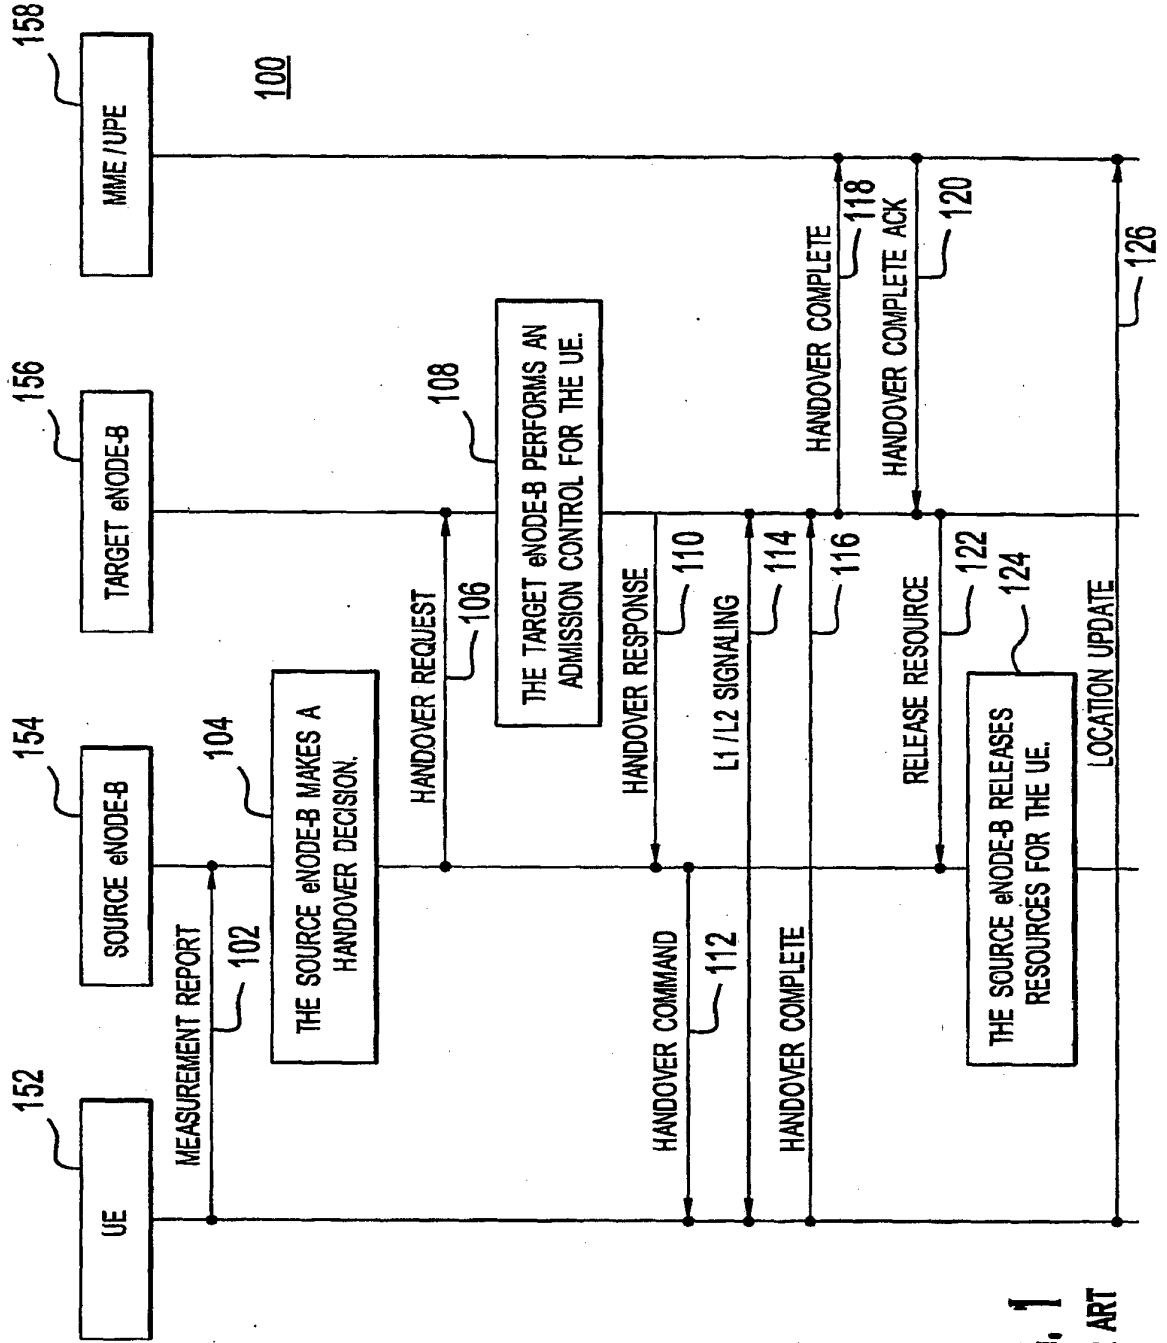 152
154
156
158
UE
SOURCE eNODE-B
TARGET eNODE-B
MME/UPE
100
MEASUREMENT REPORT
102
104
THE SOURCE eNODE-B MAKES A
HANDOVER DECISION.
HANDOVER REQUEST
106
108
THE TARGET eNODE-B PERFORMS AN
ADMISSION CONTROL FOR THE UE.
HANDOVER RESPONSE
110
HANDOVER COMMAND
112
L1/L2 SIGNALING
114
HANDOVER COMPLETE
116
HANDOVER COMPLETE
118
HANDOVER COMPLETE ACK
120
RELEASE RESOURCE
122
124
THE SOURCE eNODE-B RELEASES
RESOURCES FOR THE UE.
LOCATION UPDATE
126
1
ART